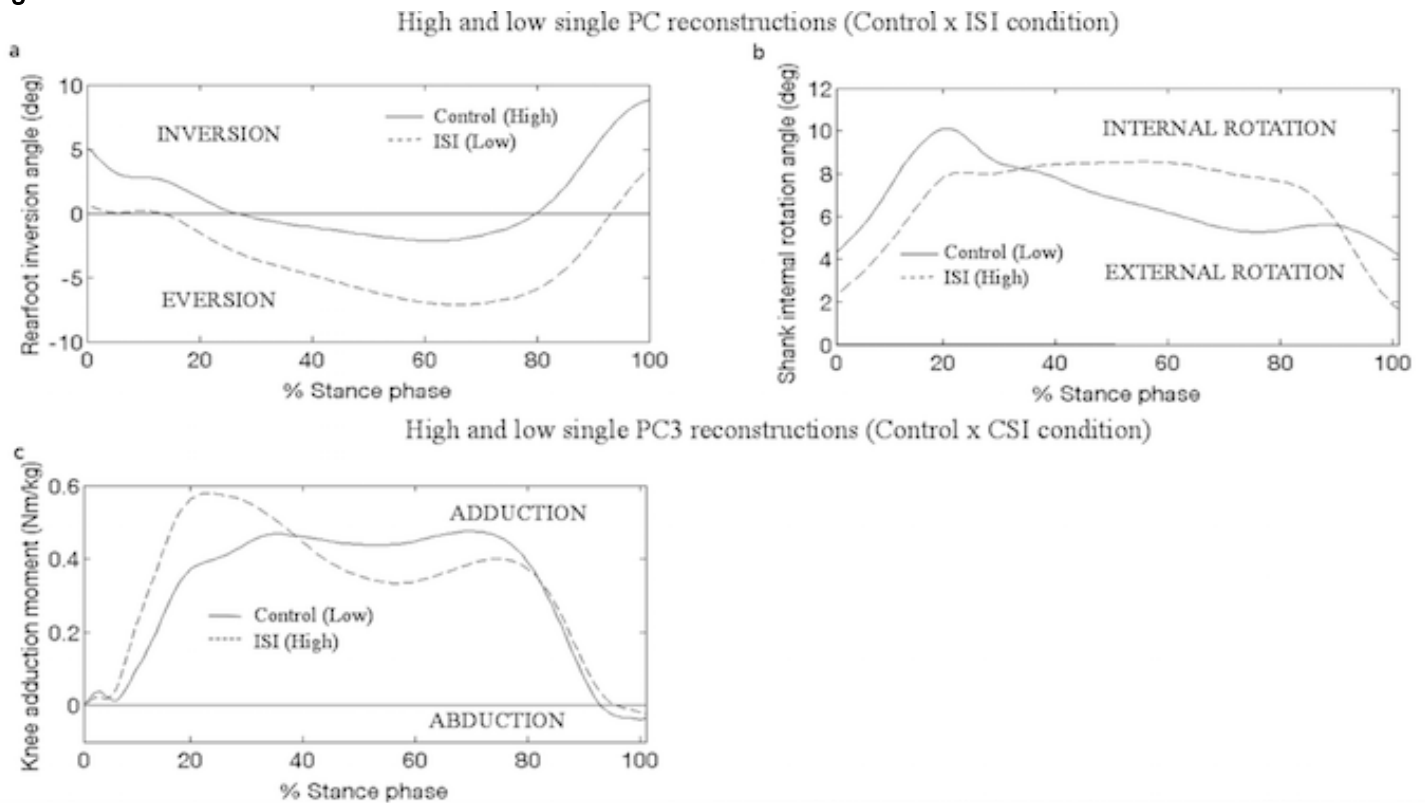 High and low single PC reconstructions (Control x ISI condition)
a
Rearfoot inversion angle (deg)
10
5
0
-5
-10
INVERSION
EVERSION
Control (High)
ISI (Low)
0 20 40 60 80 100
% Stance phase
b
Shank internal rotation angle (deg)
12
10
8
6
4
2
0
INTERNAL ROTATION
Control (Low)
ISI (High)
EXTERNAL ROTATION
0 20 40 60 80 100
% Stance phase
High and low single PC3 reconstructions (Control x CSI condition)
c
Knee adduction moment (Nm/kg)
0.6
0.4
0.2
0
ADDUCTION
Control (Low)
ISI (High)
ABDUCTION
0 20 40 60 80 100
% Stance phase